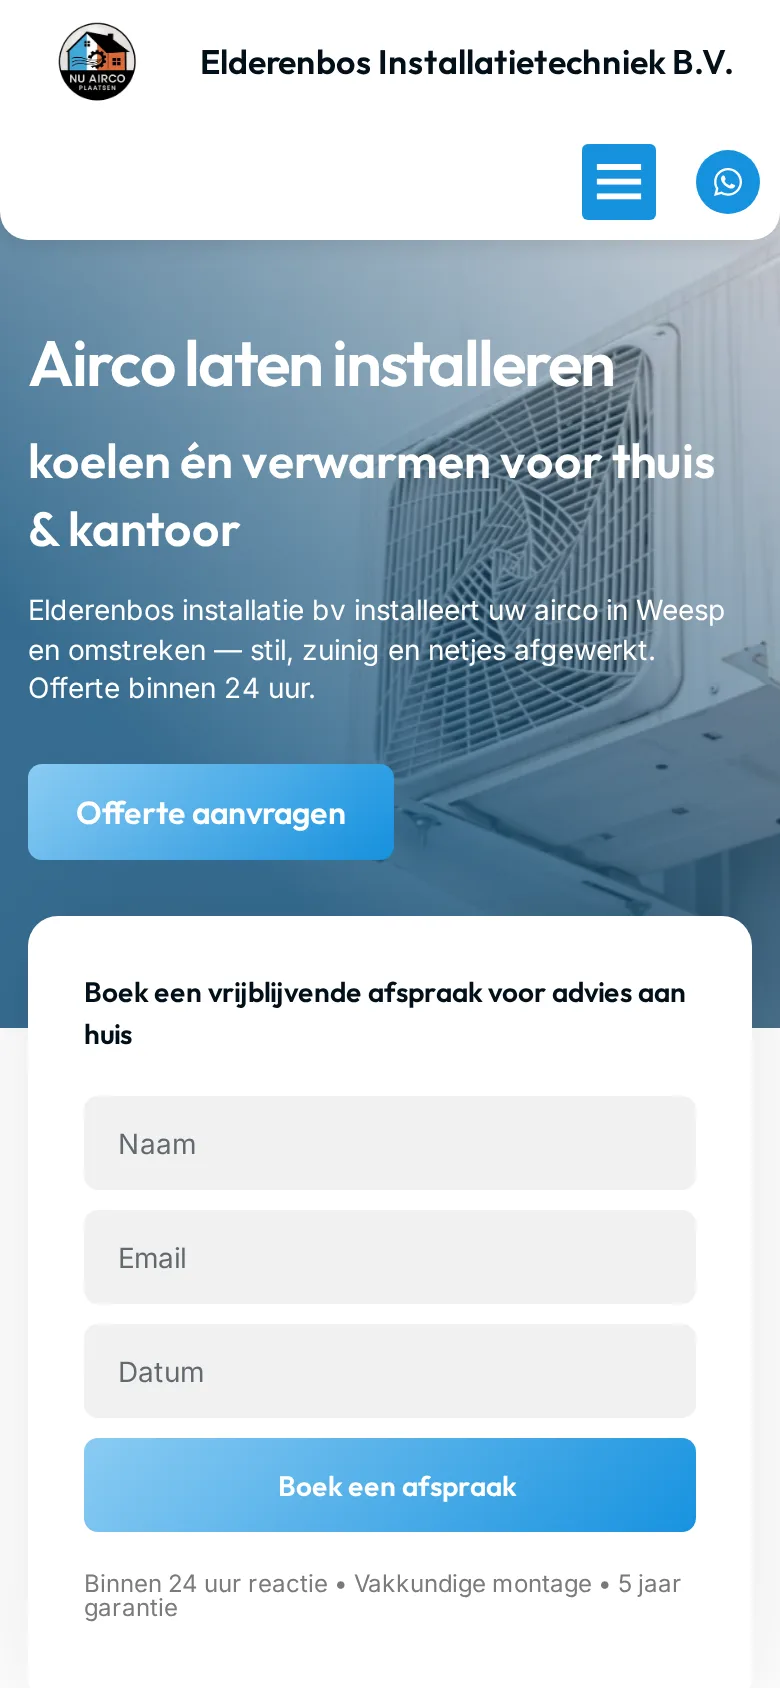 NU AIRCO
PLAATSEN
Elderenbos Installatietechniek B.V.
Airco laten installeren
koelen én verwarmen voor thuis
& kantoor
Elderenbos installatie bv installeert uw airco in Weesp
en omstreken — stil, zuinig en netjes afgewerkt.
Offerte binnen 24 uur.
Offerte aanvragen
Boek een vrijblijvende afspraak voor advies aan
huis
Naam
Email
Datum
Boek een afspraak
Binnen 24 uur reactie • Vakkundige montage • 5 jaar
garantie